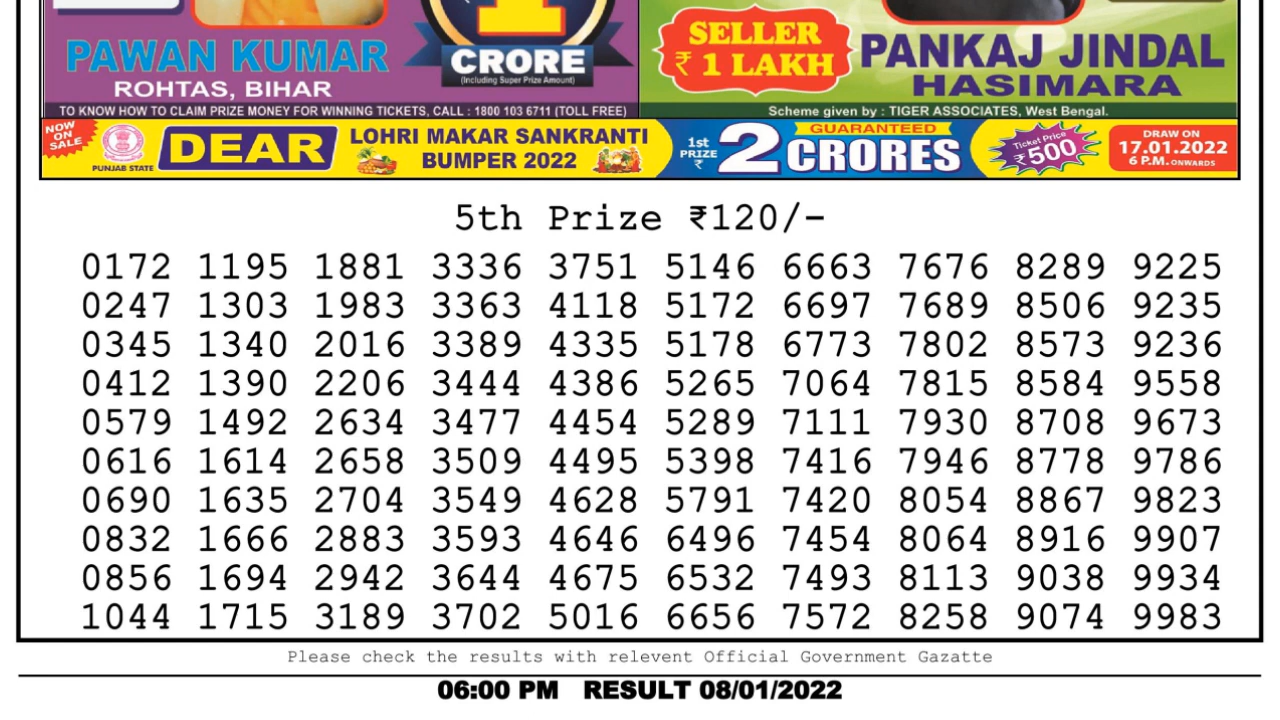 PAWAN KUMAR
ROHTAS, BIHAR
1
CRORE
(Including Super Prize Amount)
SELLER
₹ 1 LAKH
PANKAJ JINDAL
HASIMARA
TO KNOW HOW TO CLAIM PRIZE MONEY FOR WINNING TICKETS, CALL : 1800 103 6711 (TOLL FREE)
Scheme given by : TIGER ASSOCIATES, West Bengal.
NOW ON SALE
PUNJAB STATE
DEAR
LOHRI MAKAR SANKRANTI
BUMPER 2022
1st
PRIZE
₹
2
GUARANTEED
CRORES
Ticket Price
₹500
DRAW ON
17.01.2022
6 P.M. ONWARDS
5th Prize ₹120/-
0172 1195 1881 3336 3751 5146 6663 7676 8289 9225
0247 1303 1983 3363 4118 5172 6697 7689 8506 9235
0345 1340 2016 3389 4335 5178 6773 7802 8573 9236
0412 1390 2206 3444 4386 5265 7064 7815 8584 9558
0579 1492 2634 3477 4454 5289 7111 7930 8708 9673
0616 1614 2658 3509 4495 5398 7416 7946 8778 9786
0690 1635 2704 3549 4628 5791 7420 8054 8867 9823
0832 1666 2883 3593 4646 6496 7454 8064 8916 9907
0856 1694 2942 3644 4675 6532 7493 8113 9038 9934
1044 1715 3189 3702 5016 6656 7572 8258 9074 9983
Please check the results with relevent Official Government Gazatte
06:00 PM RESULT 08/01/2022